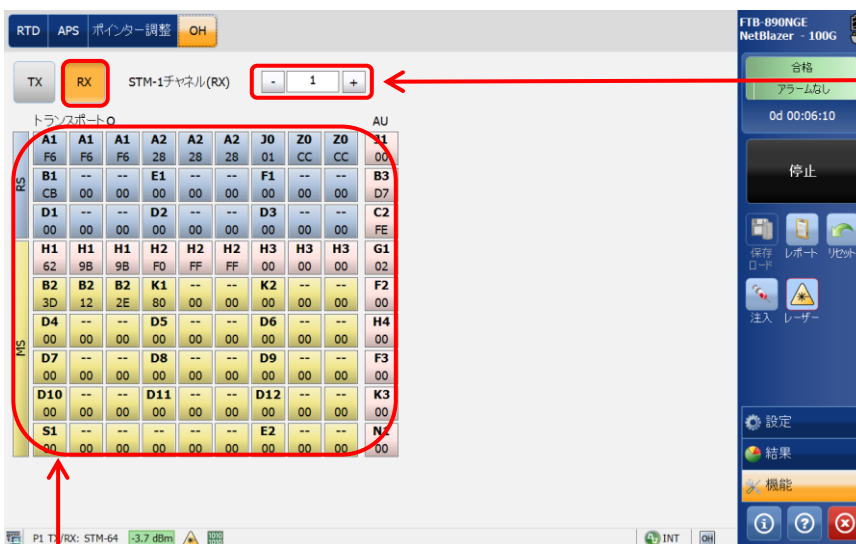 RTD APS ポインター調整 OH
FTB-890NGE
NetBlazer - 100G
合格
アラームなし
0d 00:06:10
TX RX STM-1チャネル(RX) - 1 +
トランスポートO AU
RS
A1 A1 A1 A2 A2 A2 J0 Z0 Z0 J1
F6 F6 F6 28 28 28 01 CC CC 00
B1 -- -- E1 -- -- F1 -- -- B3
CB 00 00 00 00 00 00 00 00 D7
D1 -- -- D2 -- -- D3 -- -- C2
00 00 00 00 00 00 00 00 00 FE
MS
H1 H1 H1 H2 H2 H2 H3 H3 H3 G1
62 9B 9B F0 FF FF 00 00 00 02
B2 B2 B2 K1 -- -- K2 -- -- F2
3D 12 2E 80 00 00 00 00 00 00
D4 -- -- D5 -- -- D6 -- -- H4
00 00 00 00 00 00 00 00 00 00
D7 -- -- D8 -- -- D9 -- -- F3
00 00 00 00 00 00 00 00 00 00
D10 -- -- D11 -- -- D12 -- -- K3
00 00 00 00 00 00 00 00 00 00
S1 -- -- -- -- -- E2 -- -- N1
00 00 00 00 00 00 00 00 00 00
停止
保存
ロード
レポート
リセット
注入
レーザー
設定
結果
機能
P1 TX/RX: STM-64 -3.7 dBm INT OH